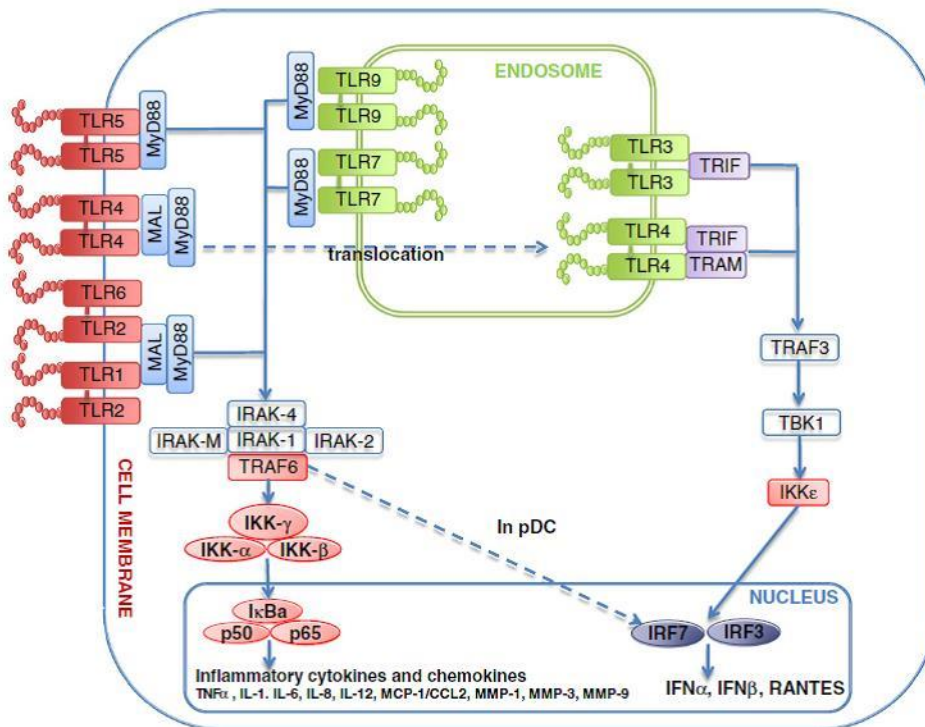 ENDOSOME
MyD88
TLR9
TLR9
TLR5
TLR5
MyD88
MyD88
TLR7
TLR7
TLR3
TLR3
TRIF
TLR4
TLR4
MAL
MyD88
translocation
TLR4
TLR4
TRIF
TRAM
TLR6
TLR2
TLR1
TLR2
MAL
MyD88
TRAF3
TBK1
IKKε
IRAK-4
IRAK-M IRAK-1 IRAK-2
TRAF6
CELL MEMBRANE
In pDC
IKK-γ
IKK-α IKK-β
NUCLEUS
IκBa
p50 p65
IRF7 IRF3
Inflammatory cytokines and chemokines
TNFα , IL-1. IL-6, IL-8, IL-12, MCP-1/CCL2, MMP-1, MMP-3, MMP-9
IFNα, IFNβ, RANTES